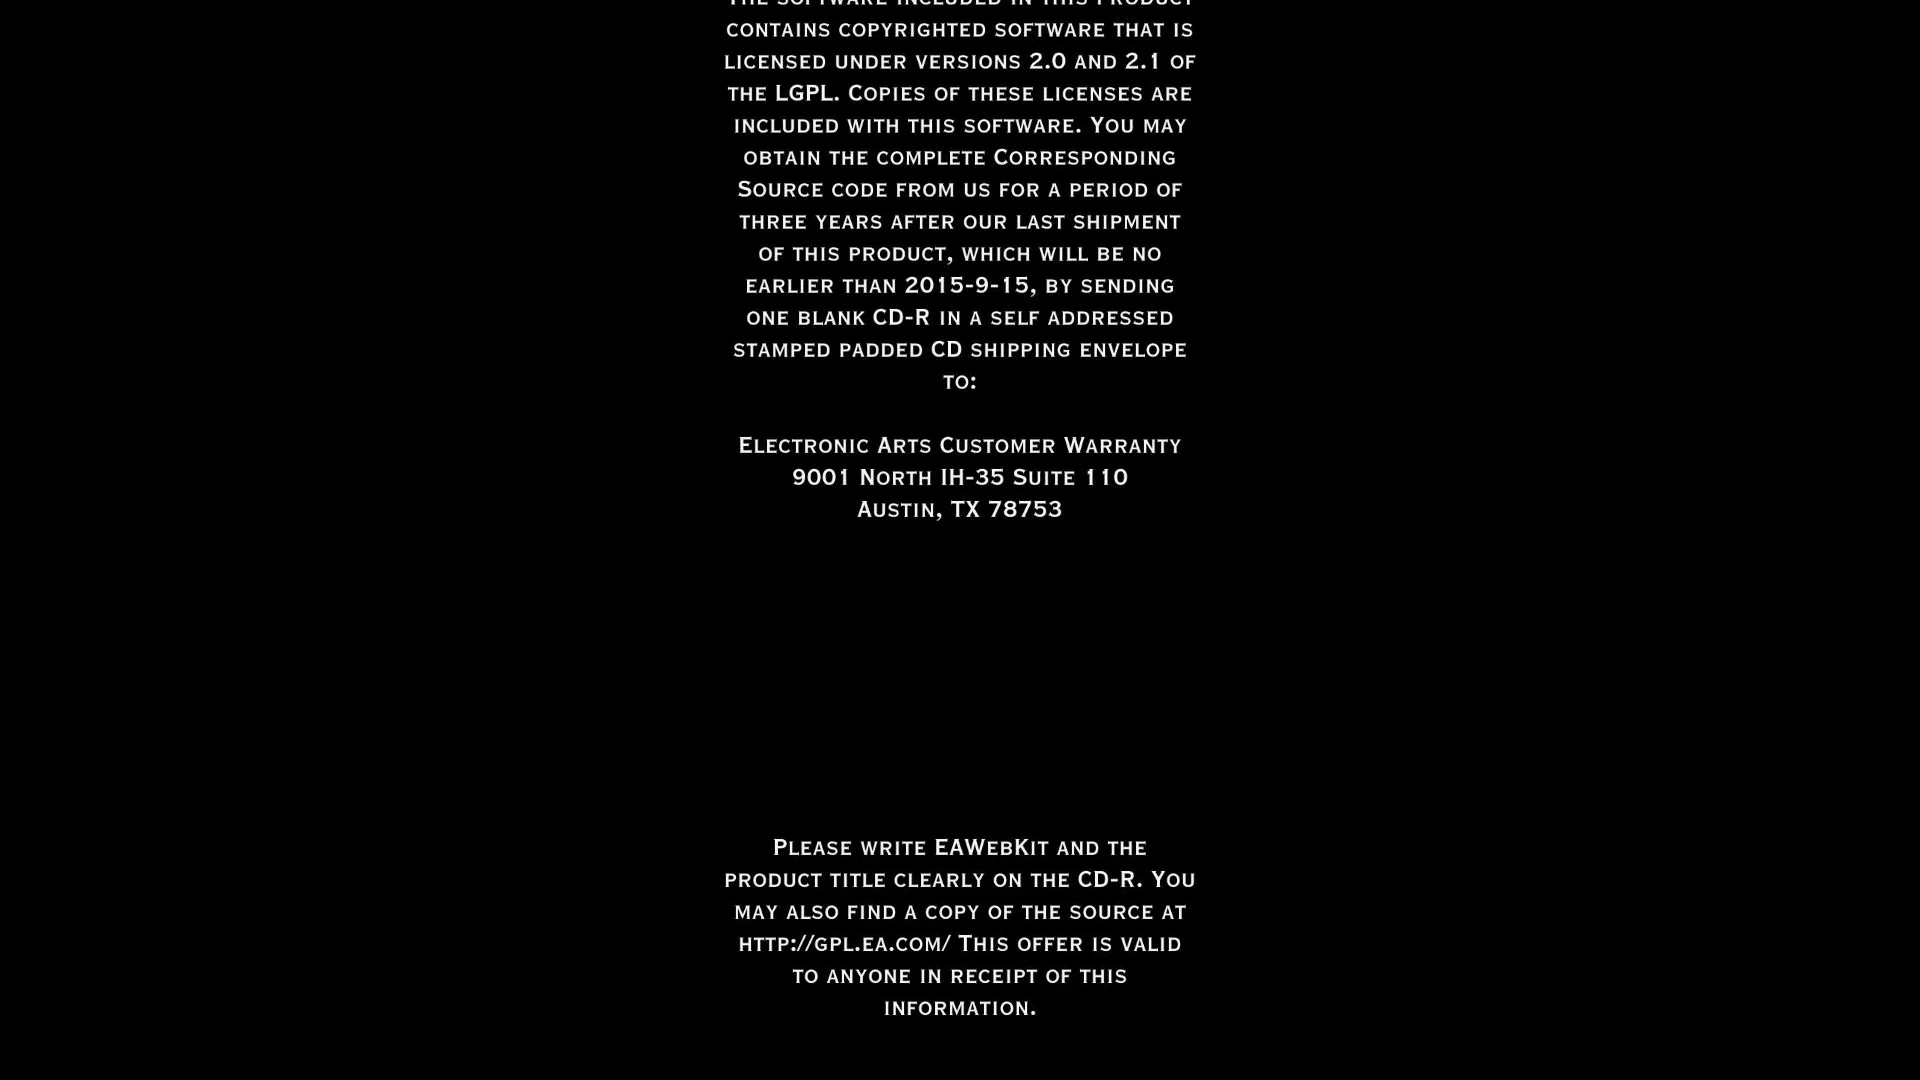 The software included in this product
contains copyrighted software that is
licensed under versions 2.0 and 2.1 of
the LGPL. Copies of these licenses are
included with this software. You may
obtain the complete Corresponding
Source code from us for a period of
three years after our last shipment
of this product, which will be no
earlier than 2015-9-15, by sending
one blank CD-R in a self addressed
stamped padded CD shipping envelope
to:
Electronic Arts Customer Warranty
9001 North IH-35 Suite 110
Austin, TX 78753
Please write EAWebKit and the
product title clearly on the CD-R. You
may also find a copy of the source at
http://gpl.ea.com/ This offer is valid
to anyone in receipt of this
information.